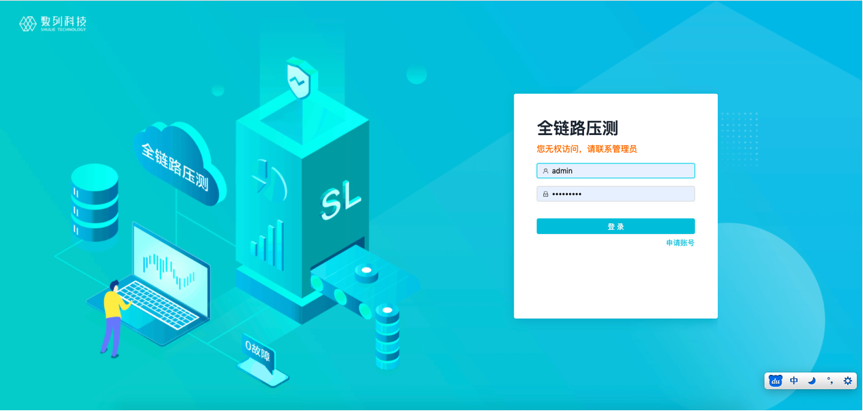 数列科技
SHULIE TECHNOLOGY
全链路压测
SL
0故障
全链路压测
您无权访问，请联系管理员
admin
•••••••••
登 录
申请账号
du
中